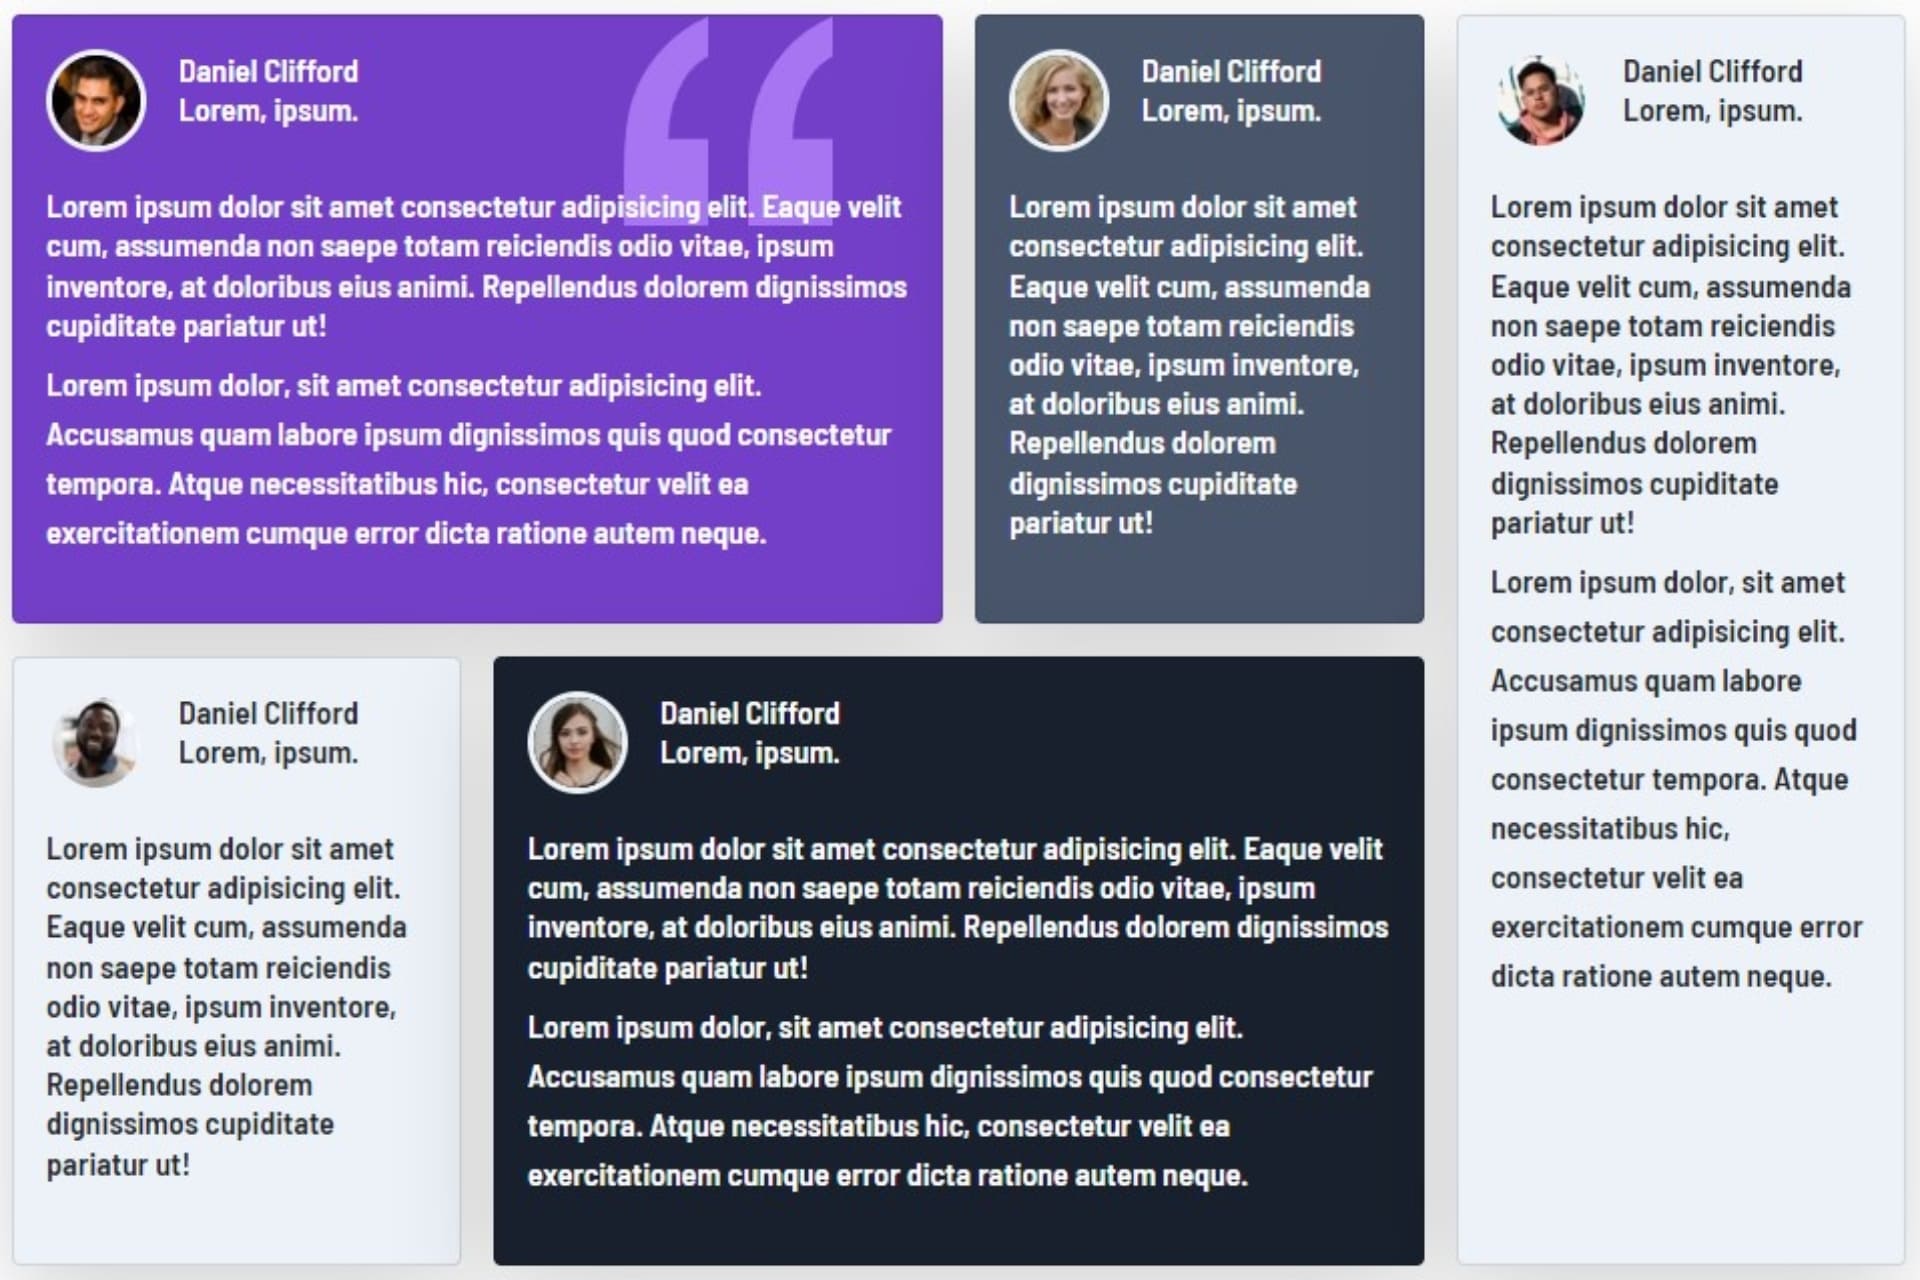 Daniel Clifford
Lorem, ipsum.
Lorem ipsum dolor sit amet consectetur adipisicing elit. Eaque velit
cum, assumenda non saepe totam reiciendis odio vitae, ipsum
inventore, at doloribus eius animi. Repellendus dolorem dignissimos
cupiditate pariatur ut!
Lorem ipsum dolor, sit amet consectetur adipisicing elit.
Accusamus quam labore ipsum dignissimos quis quod consectetur
tempora. Atque necessitatibus hic, consectetur velit ea
exercitationem cumque error dicta ratione autem neque.
Daniel Clifford
Lorem, ipsum.
Lorem ipsum dolor sit amet
consectetur adipisicing elit.
Eaque velit cum, assumenda
non saepe totam reiciendis
odio vitae, ipsum inventore,
at doloribus eius animi.
Repellendus dolorem
dignissimos cupiditate
pariatur ut!
Daniel Clifford
Lorem, ipsum.
Lorem ipsum dolor sit amet
consectetur adipisicing elit.
Eaque velit cum, assumenda
non saepe totam reiciendis
odio vitae, ipsum inventore,
at doloribus eius animi.
Repellendus dolorem
dignissimos cupiditate
pariatur ut!
Lorem ipsum dolor, sit amet
consectetur adipisicing elit.
Accusamus quam labore
ipsum dignissimos quis quod
consectetur tempora. Atque
necessitatibus hic,
consectetur velit ea
exercitationem cumque error
dicta ratione autem neque.
Daniel Clifford
Lorem, ipsum.
Lorem ipsum dolor sit amet
consectetur adipisicing elit.
Eaque velit cum, assumenda
non saepe totam reiciendis
odio vitae, ipsum inventore,
at doloribus eius animi.
Repellendus dolorem
dignissimos cupiditate
pariatur ut!
Daniel Clifford
Lorem, ipsum.
Lorem ipsum dolor sit amet consectetur adipisicing elit. Eaque velit
cum, assumenda non saepe totam reiciendis odio vitae, ipsum
inventore, at doloribus eius animi. Repellendus dolorem dignissimos
cupiditate pariatur ut!
Lorem ipsum dolor, sit amet consectetur adipisicing elit.
Accusamus quam labore ipsum dignissimos quis quod consectetur
tempora. Atque necessitatibus hic, consectetur velit ea
exercitationem cumque error dicta ratione autem neque.